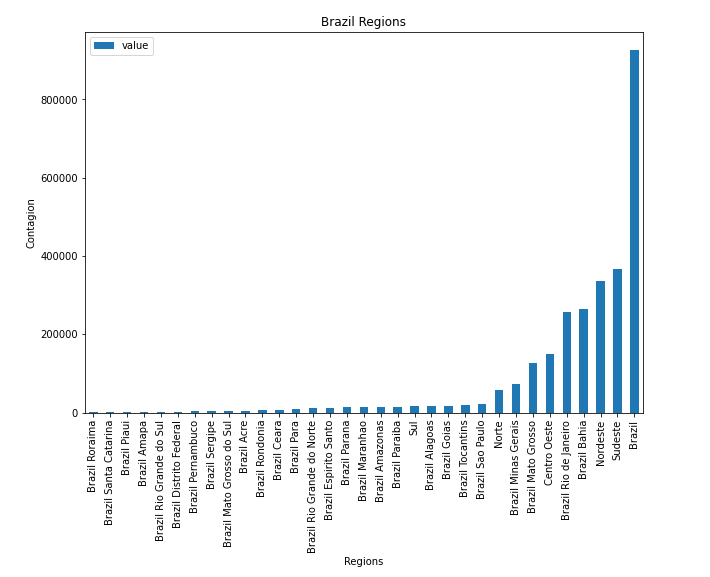 Brazil Regions
value
Contagion
800000
600000
400000
200000
0
Brazil Roraima
Brazil Santa Catarina
Brazil Piaui
Brazil Amapa
Brazil Rio Grande do Sul
Brazil Distrito Federal
Brazil Pernambuco
Brazil Sergipe
Brazil Mato Grosso do Sul
Brazil Acre
Brazil Rondonia
Brazil Ceara
Brazil Para
Brazil Rio Grande do Norte
Brazil Espirito Santo
Brazil Parana
Brazil Maranhao
Brazil Amazonas
Brazil Paraiba
Sul
Brazil Alagoas
Brazil Goias
Brazil Tocantins
Brazil Sao Paulo
Norte
Brazil Minas Gerais
Brazil Mato Grosso
Centro Oeste
Brazil Rio de Janeiro
Brazil Bahia
Nordeste
Sudeste
Brazil
Regions